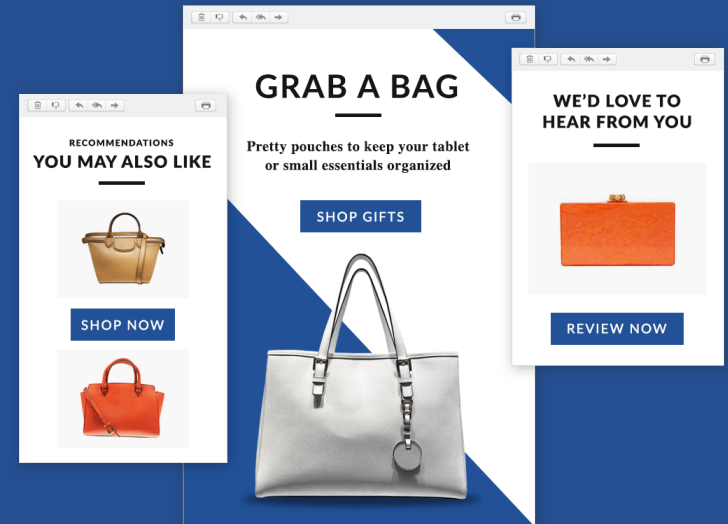 RECOMMENDATIONS
YOU MAY ALSO LIKE
SHOP NOW
GRAB A BAG
Pretty pouches to keep your tablet
or small essentials organized
SHOP GIFTS
WE'D LOVE TO
HEAR FROM YOU
REVIEW NOW